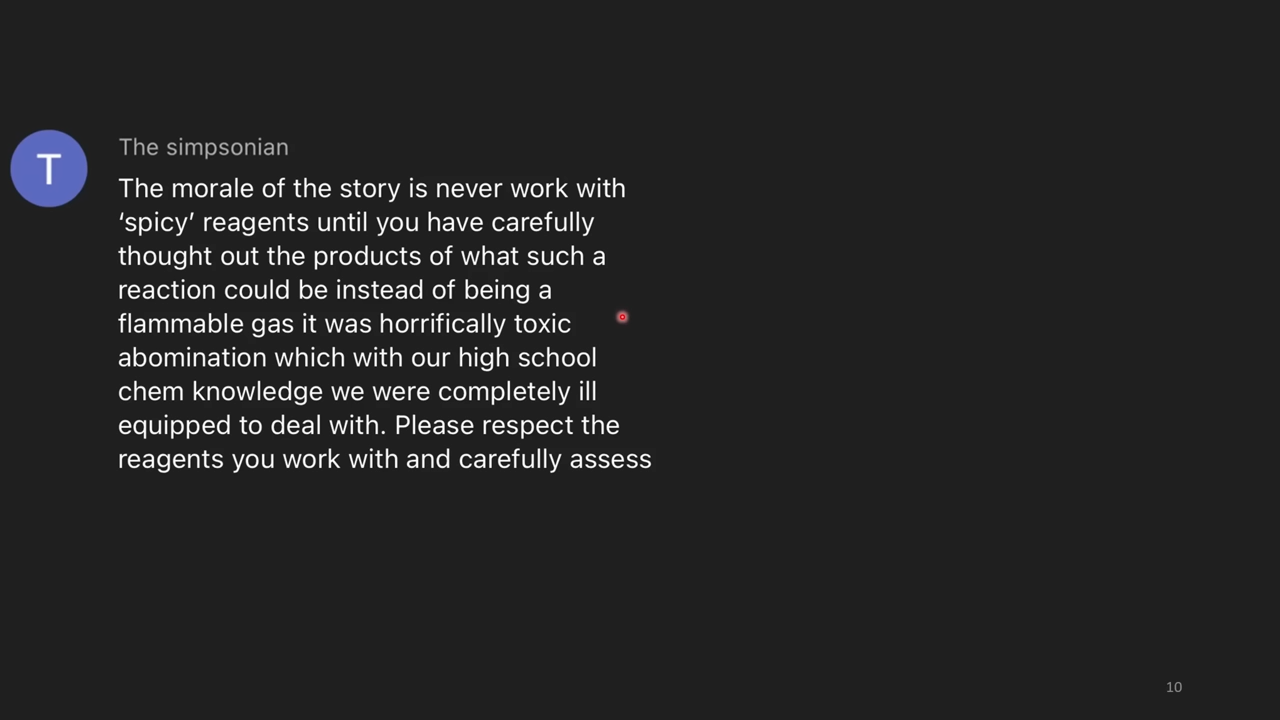 T
The simpsonian
The morale of the story is never work with
‘spicy’ reagents until you have carefully
thought out the products of what such a
reaction could be instead of being a
flammable gas it was horrifically toxic
abomination which with our high school
chem knowledge we were completely ill
equipped to deal with. Please respect the
reagents you work with and carefully assess
10